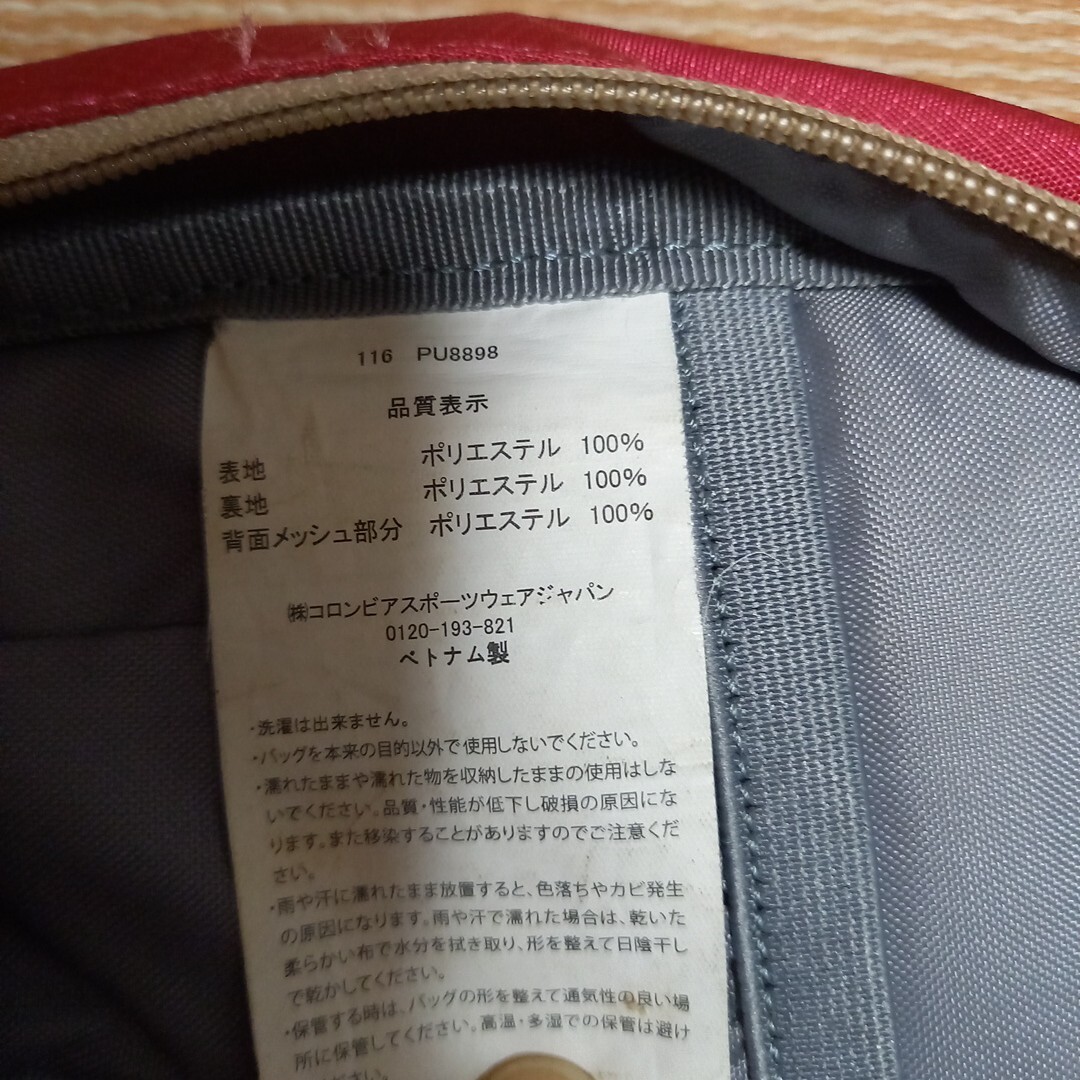 116 PU8898
品質表示
表地 ポリエステル 100%
裏地 ポリエステル 100%
背面メッシュ部分 ポリエステル 100%
㈱コロンビアスポーツウェアジャパン
0120-193-821
ベトナム製
・洗濯は出来ません。
・バッグを本来の目的以外で使用しないでください。
・濡れたままや濡れた物を収納したままの使用はしな
いでください。品質・性能が低下し破損の原因にな
ります。また移染することがありますのでご注意くだ
さい。
・雨や汗に濡れたまま放置すると、色落ちやカビ発生
の原因になります。雨や汗で濡れた場合は、乾いた
柔らかい布で水分を拭き取り、形を整えて日陰干し
で乾かしてください。
・保管する時は、バッグの形を整えて通気性の良い場
所に保管してください。高温・多湿での保管は避け
ください。